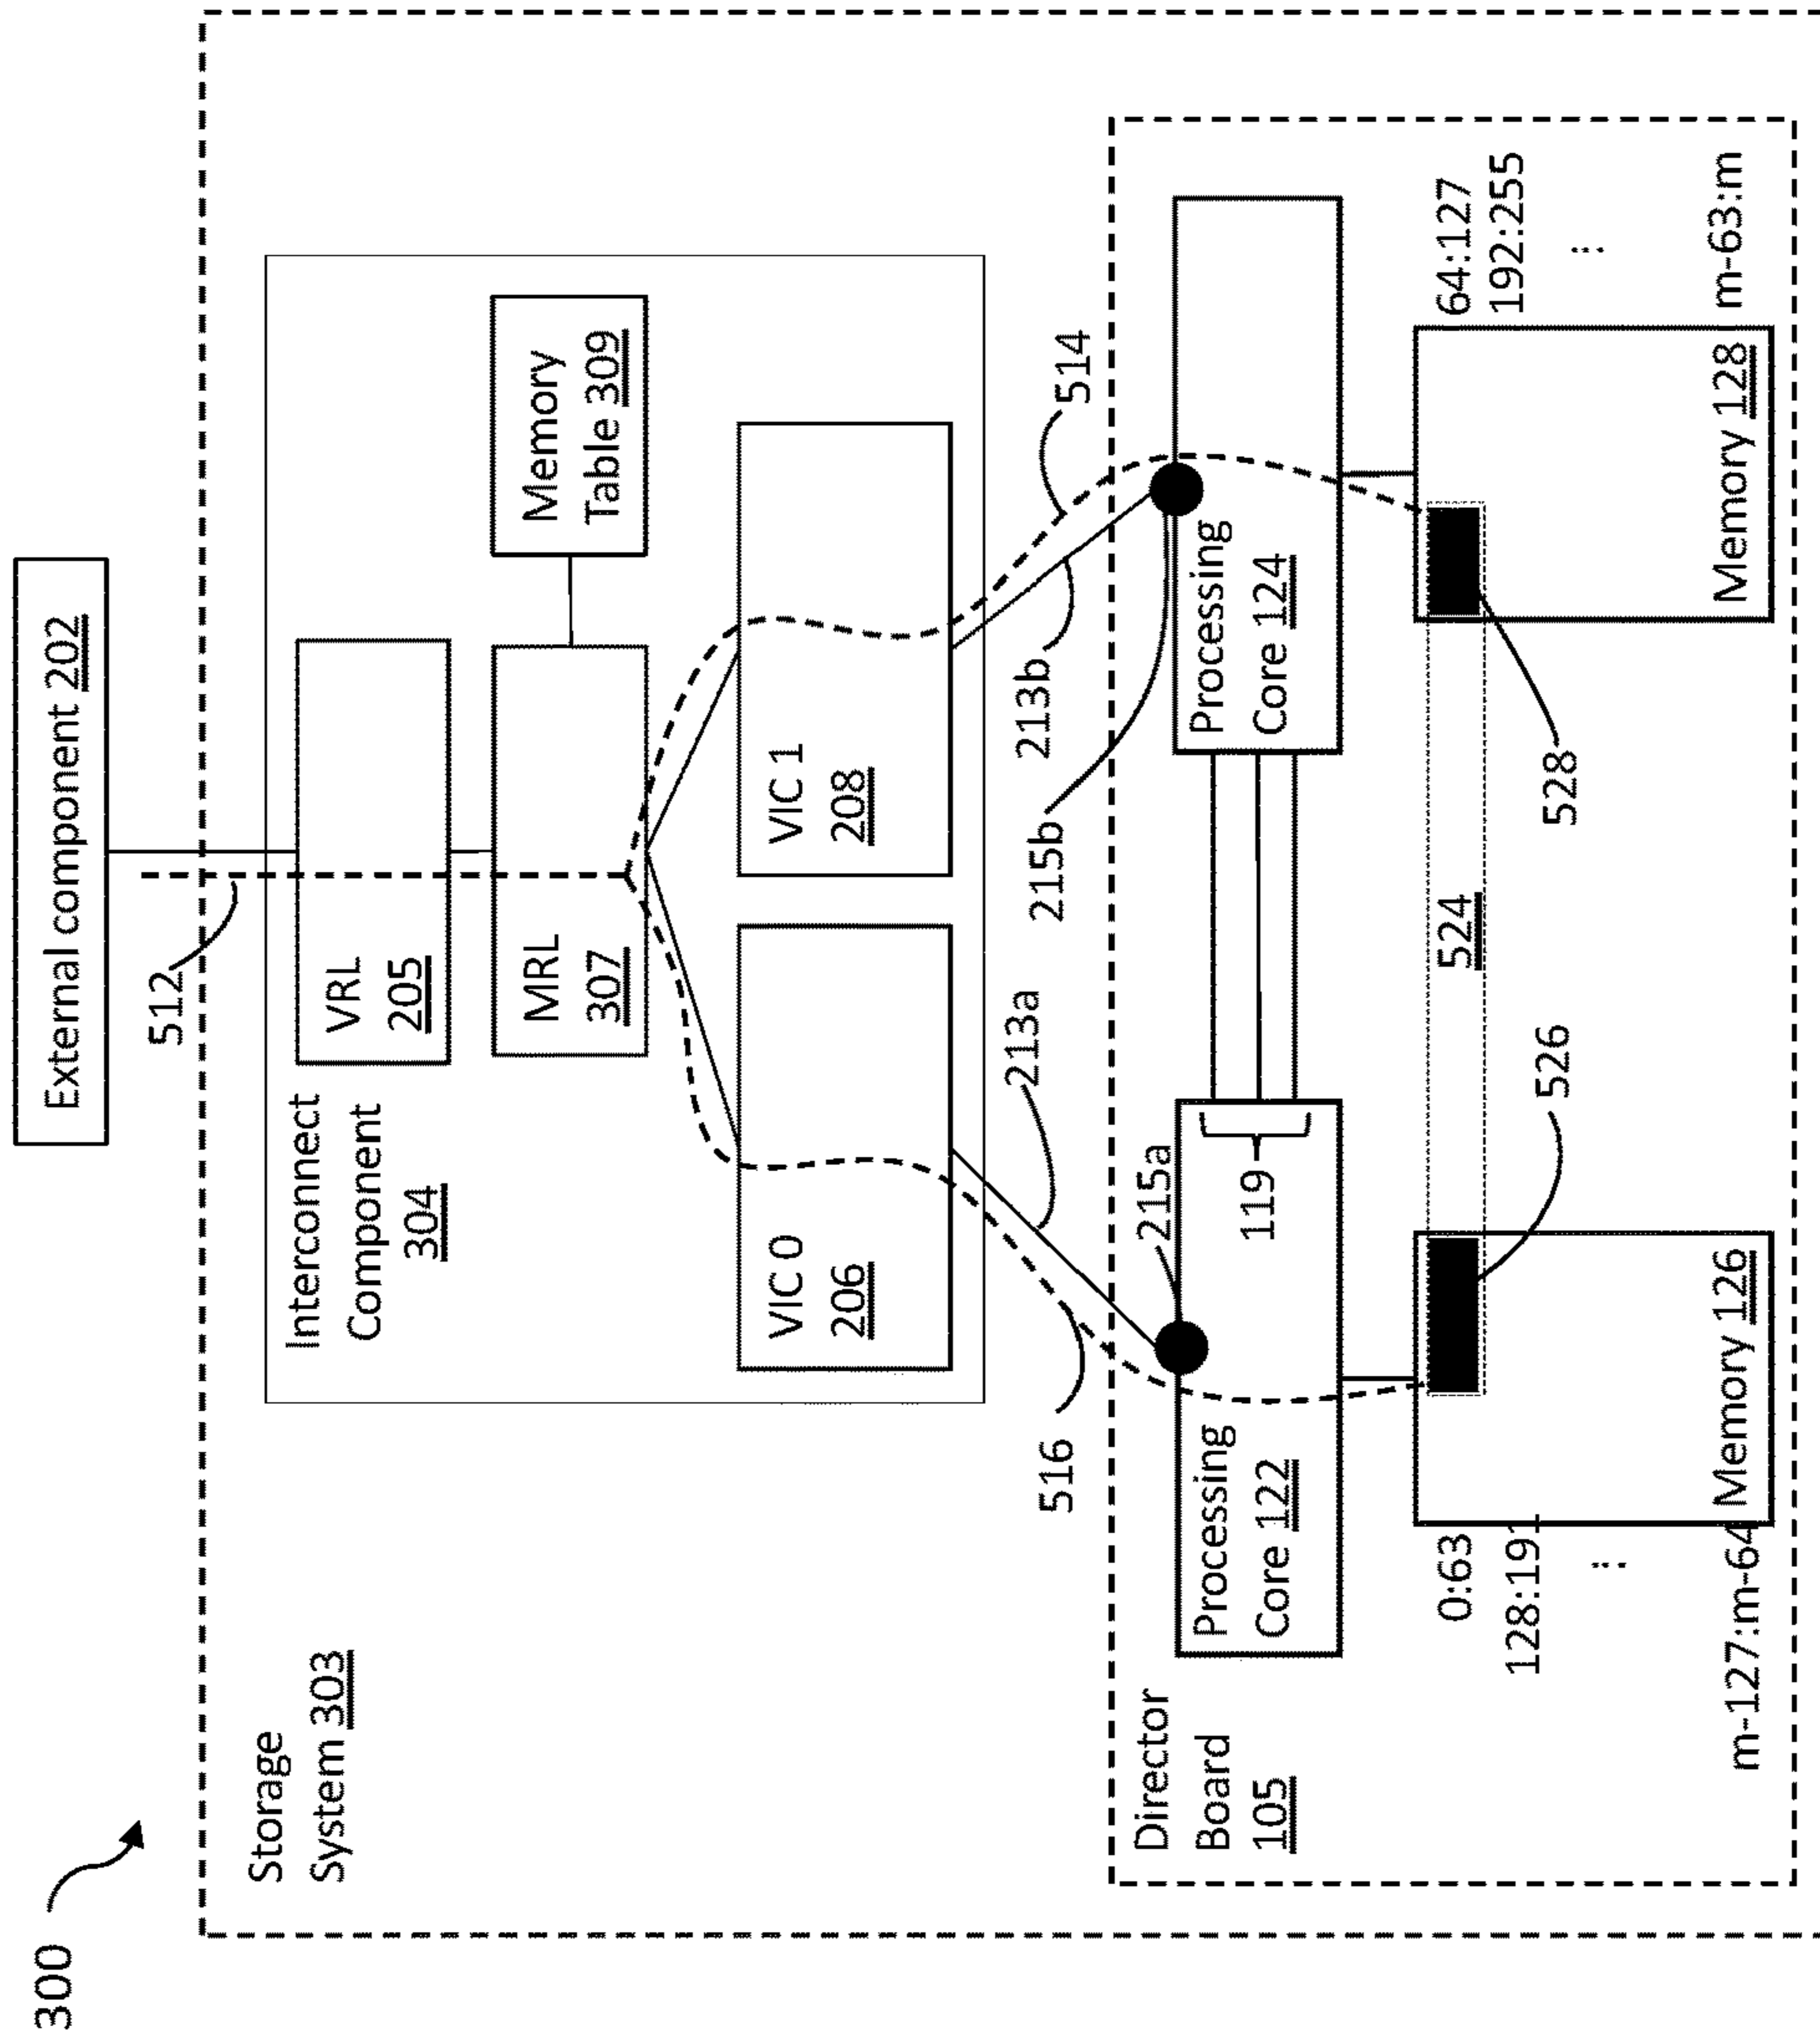 300
External component 202
512
Storage
System 303
Interconnect
Component
304
VRL
205
MRL
307
Memory
Table 309
VIC 0
206
VIC 1
208
516
213a
213b
514
215a
215b
Director
Board
105
Processing
Core 122
119
Processing
Core 124
0:63
128:191
⋮
m-127:m-64
Memory 126
526
524
528
Memory 128
64:127
192:255
⋮
m-63:m